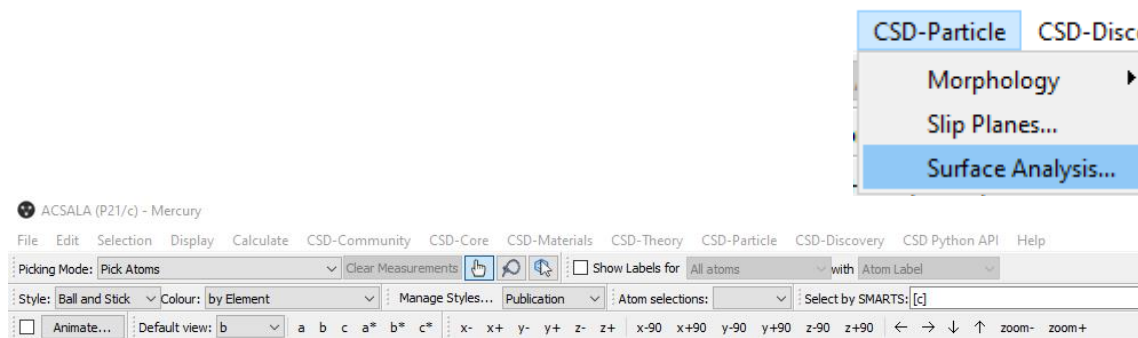 CSD-Particle CSD-Disc
Morphology
Slip Planes...
Surface Analysis...
ACSALA (P21/c) - Mercury
File Edit Selection Display Calculate CSD-Community CSD-Core CSD-Materials CSD-Theory CSD-Particle CSD-Discovery CSD Python API Help
Picking Mode: Pick Atoms Clear Measurements Show Labels for All atoms with Atom Label
Style: Ball and Stick Colour: by Element Manage Styles... Publication Atom selections: Select by SMARTS: [c]
Animate... Default view: b a b c a* b* c* x- x+ y- y+ z- z+ x-90 x+90 y-90 y+90 z-90 z+90 ← → ↓ ↑ zoom- zoom+